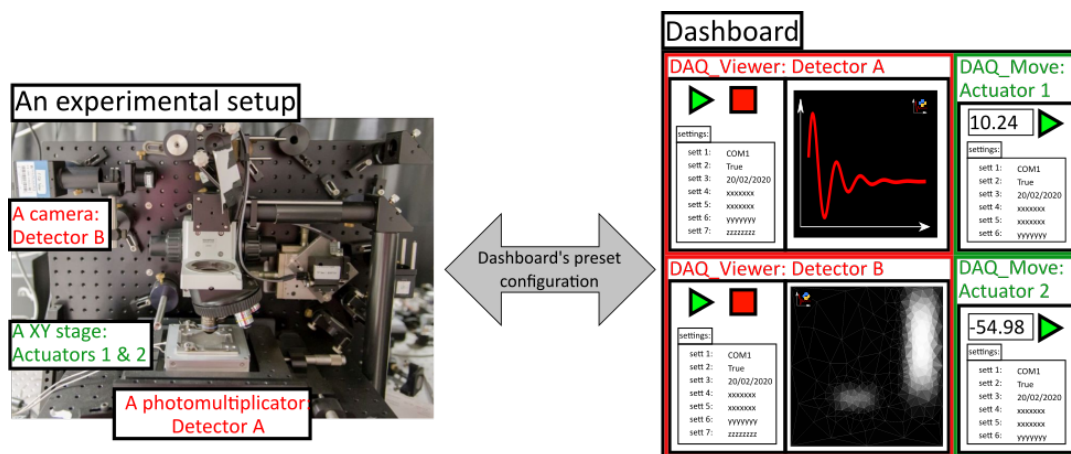 An experimental setup
A camera:
Detector B
A XY stage:
Actuators 1 & 2
A photomultiplicator:
Detector A
Dashboard's preset
configuration
Dashboard
DAQ_Viewer: Detector A
settings:
sett 1: COM1
sett 2: True
sett 3: 20/02/2020
sett 4: xxxxxxx
sett 5: xxxxxxx
sett 6: yyyyyyy
sett 7: zzzzzzzz
DAQ_Move:
Actuator 1
10.24
settings:
sett 1: COM1
sett 2: True
sett 3: 20/02/2020
sett 4: xxxxxxx
sett 5: xxxxxxx
sett 6: yyyyyyy
DAQ_Viewer: Detector B
settings:
sett 1: COM1
sett 2: True
sett 3: 20/02/2020
sett 4: xxxxxxx
sett 5: xxxxxxx
sett 6: yyyyyyy
sett 7: zzzzzzzz
DAQ_Move:
Actuator 2
-54.98
settings:
sett 1: COM1
sett 2: True
sett 3: 20/02/2020
sett 4: xxxxxxx
sett 5: xxxxxxx
sett 6: yyyyyyy